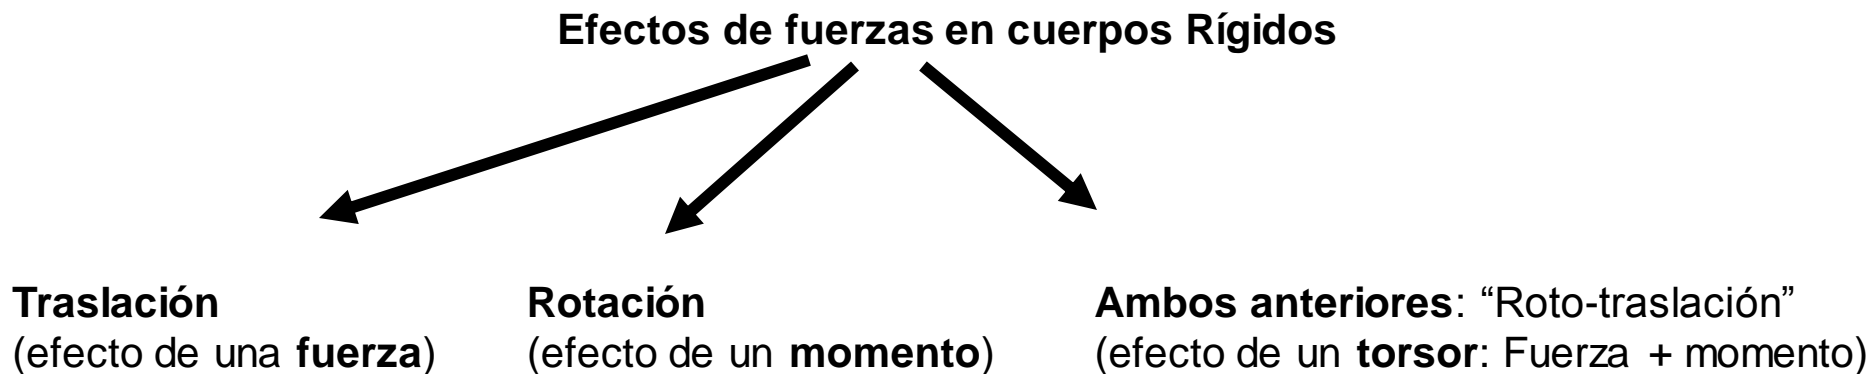 Efectos de fuerzas en cuerpos Rígidos
Traslación
(efecto de una fuerza)
Rotación
(efecto de un momento)
Ambos anteriores: “Roto-traslación”
(efecto de un torsor: Fuerza + momento)